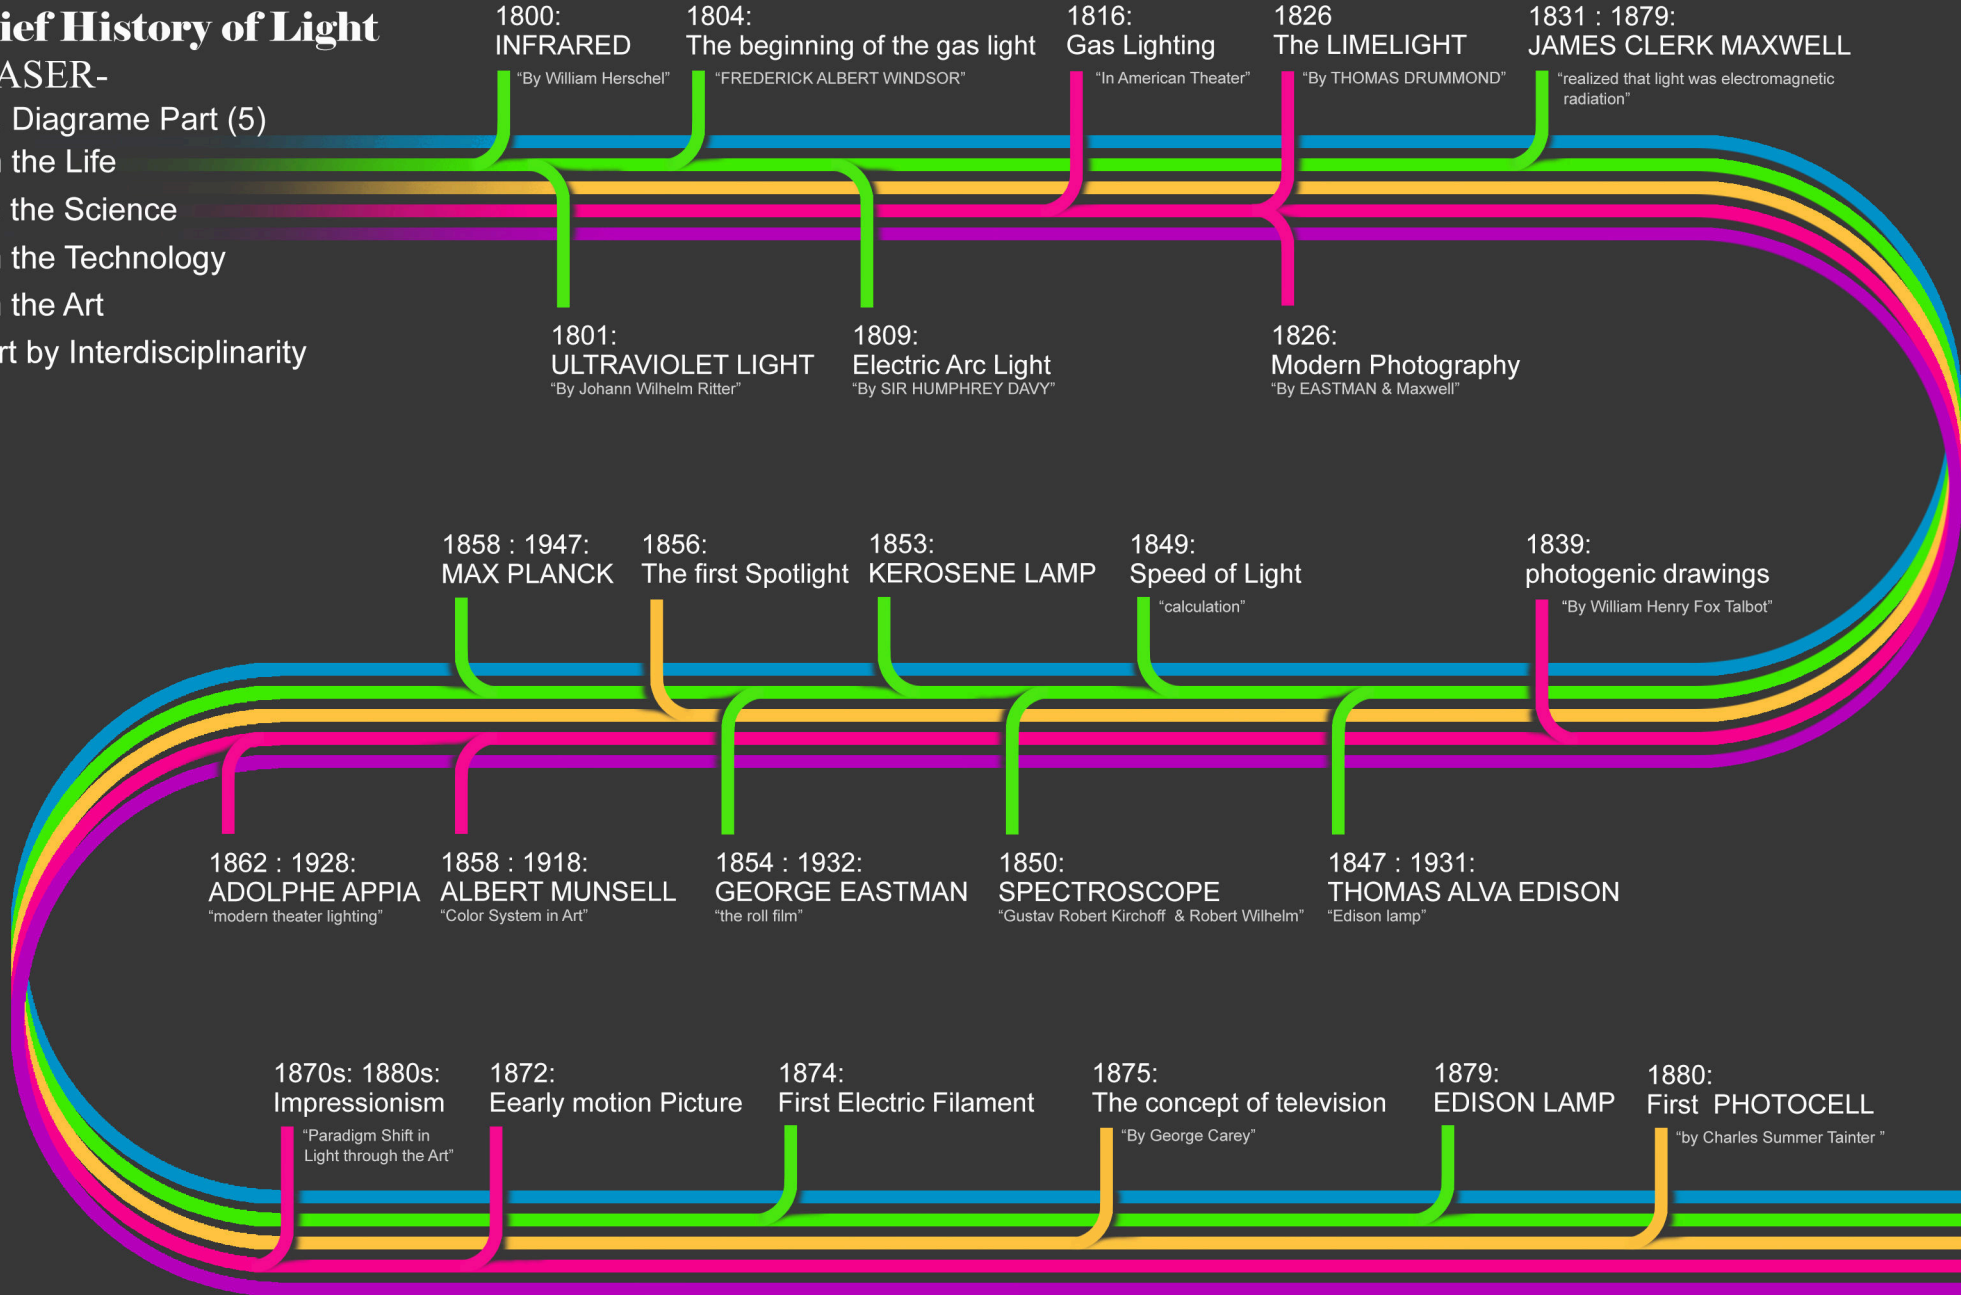 ief History of Light
ASER-
Diagrame Part (5)
the Life
the Science
the Technology
the Art
rt by Interdisciplinarity
1800:
INFRARED
“By William Herschel”
1804:
The beginning of the gas light
“FREDERICK ALBERT WINDSOR”
1816:
Gas Lighting
“In American Theater”
1826
The LIMELIGHT
“By THOMAS DRUMMOND”
1831 : 1879:
JAMES CLERK MAXWELL
“realized that light was electromagnetic
radiation”
1801:
ULTRAVIOLET LIGHT
“By Johann Wilhelm Ritter”
1809:
Electric Arc Light
“By SIR HUMPHREY DAVY”
1826:
Modern Photography
“By EASTMAN & Maxwell”
1858 : 1947:
MAX PLANCK
1856:
The first Spotlight
1853:
KEROSENE LAMP
1849:
Speed of Light
“calculation”
1839:
photogenic drawings
“By William Henry Fox Talbot”
1862 : 1928:
ADOLPHE APPIA
“modern theater lighting”
1858 : 1918:
ALBERT MUNSELL
“Color System in Art”
1854 : 1932:
GEORGE EASTMAN
“the roll film”
1850:
SPECTROSCOPE
“Gustav Robert Kirchoff & Robert Wilhelm”
1847 : 1931:
THOMAS ALVA EDISON
“Edison lamp”
1870s: 1880s:
Impressionism
“Paradigm Shift in
Light through the Art”
1872:
Eearly motion Picture
1874:
First Electric Filament
1875:
The concept of television
“By George Carey”
1879:
EDISON LAMP
1880:
First PHOTOCELL
“by Charles Summer Tainter ”